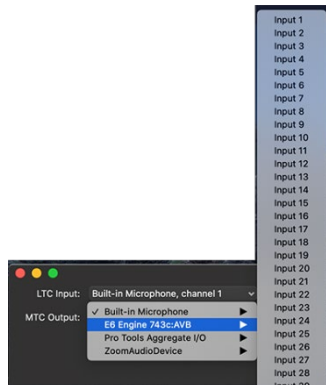 Input 1
Input 2
Input 3
Input 4
Input 5
Input 6
Input 7
Input 8
Input 9
Input 10
Input 11
Input 12
Input 13
Input 14
Input 15
Input 16
Input 17
Input 18
Input 19
Input 20
Input 21
Input 22
Input 23
Input 24
Input 25
Input 26
Input 27
Input 28
LTC Input: Built-in Microphone, channel 1
MTC Output:
✓ Built-in Microphone
E6 Engine 743c:AVB
Pro Tools Aggregate I/O
ZoomAudioDevice